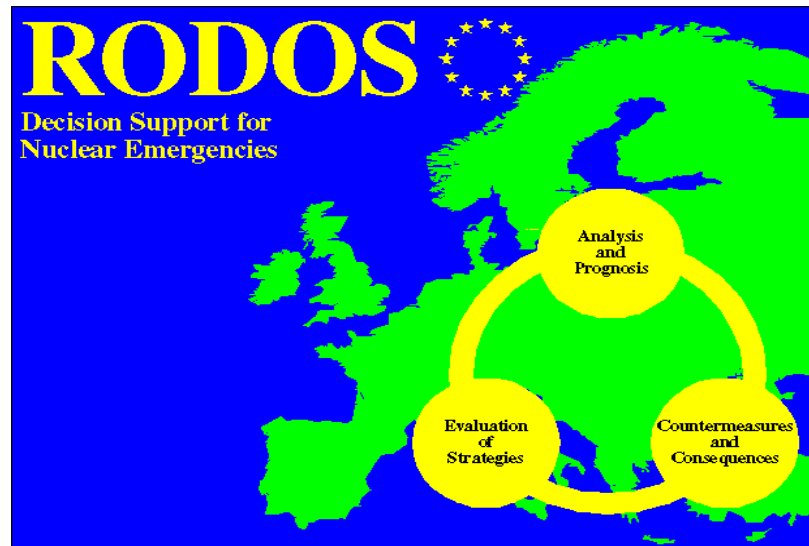 RODOS
Decision Support for
Nuclear Emergencies
Analysis
and
Prognosis
Evaluation
of
Strategies
Countermeasures
and
Consequences